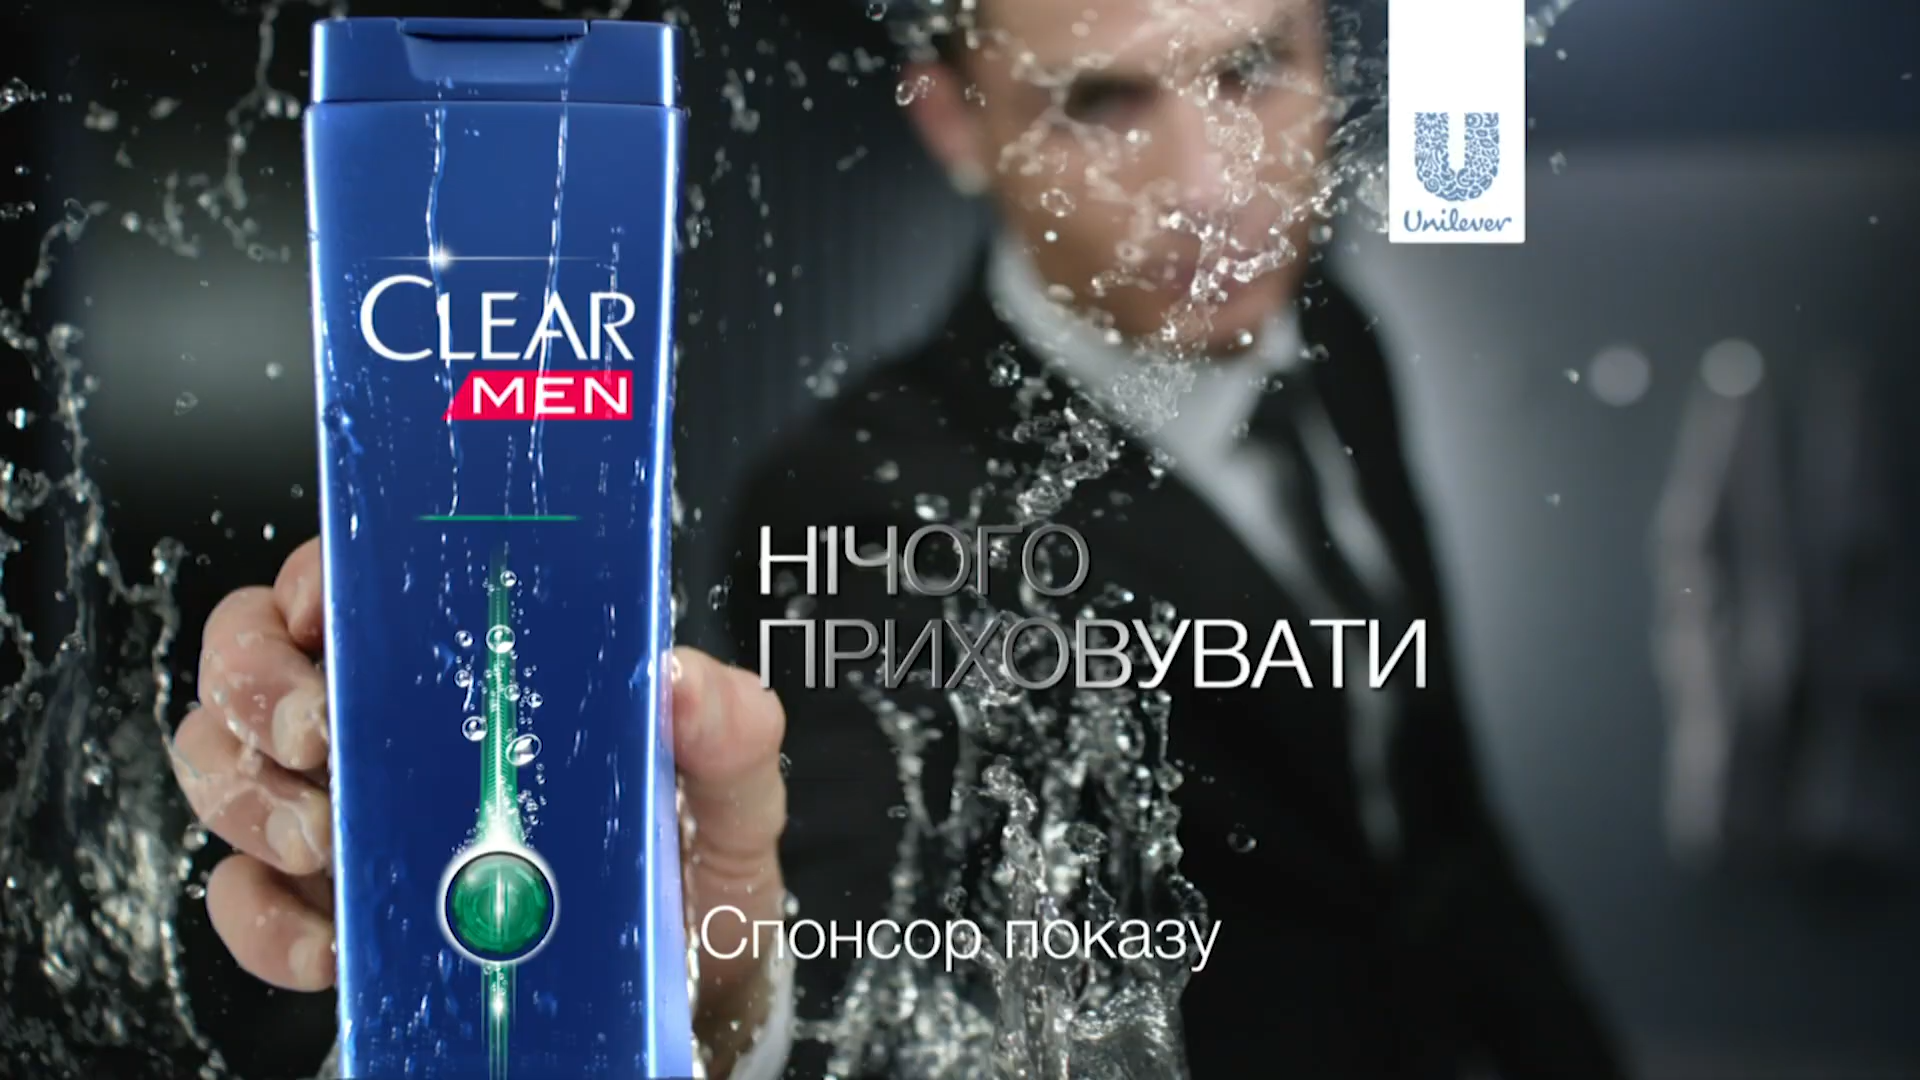 CLEAR
MEN
Unilever
НІЧОГО
ПРИХОВУВАТИ
Спонсор показу